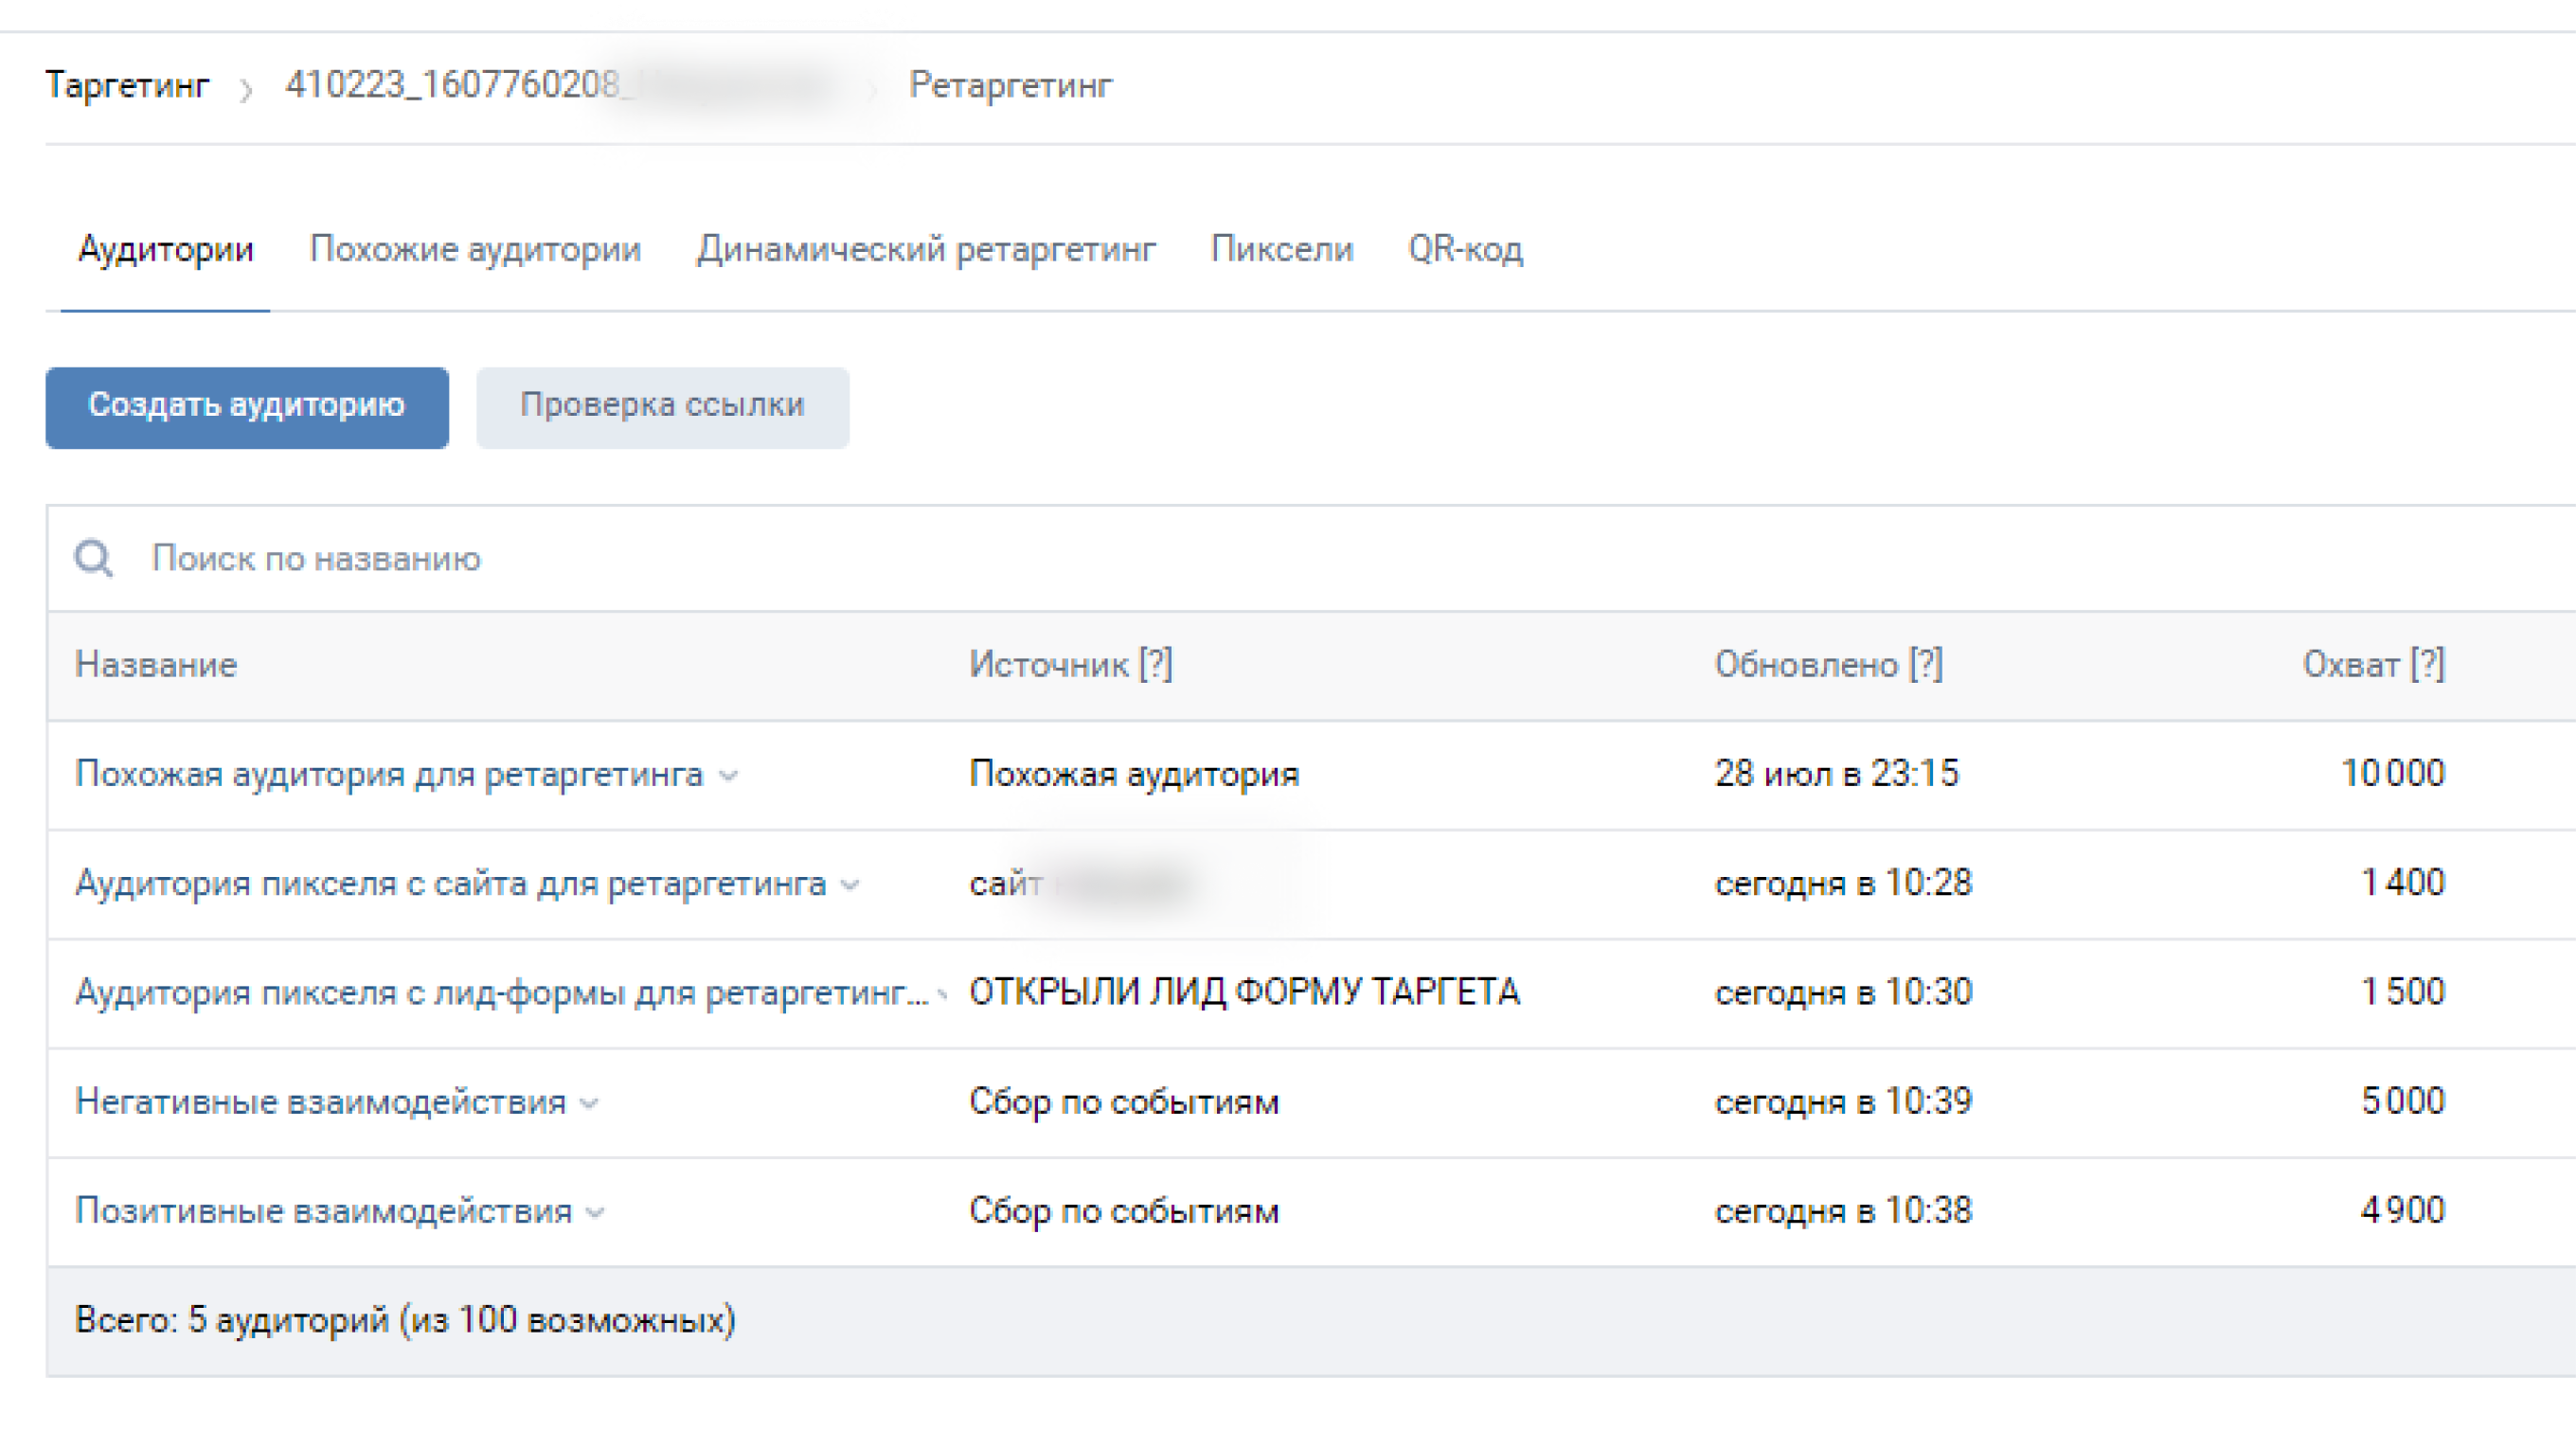 Таргетинг › 410223_1607760208_ › Ретаргетинг
Аудитории Похожие аудитории Динамический ретаргетинг Пиксели QR-код
Создать аудиторию Проверка ссылки
Поиск по названию
Название Источник [?] Обновлено [?] Охват [?]
Похожая аудитория для ретаргетинга Похожая аудитория 28 июл в 23:15 10 000
Аудитория пикселя с сайта для ретаргетинга сайт сегодня в 10:28 1 400
Аудитория пикселя с лид-формы для ретаргетинг... ОТКРЫЛИ ЛИД ФОРМУ ТАРГЕТА сегодня в 10:30 1 500
Негативные взаимодействия Сбор по событиям сегодня в 10:39 5 000
Позитивные взаимодействия Сбор по событиям сегодня в 10:38 4 900
Всего: 5 аудиторий (из 100 возможных)